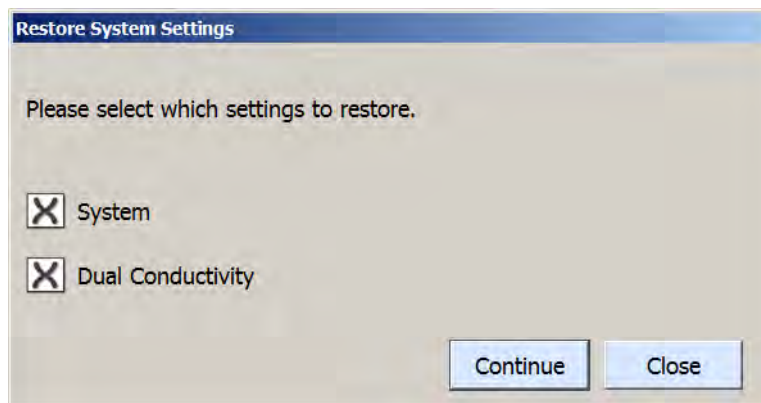 Restore System Settings
Please select which settings to restore.
System
Dual Conductivity
Continue Close